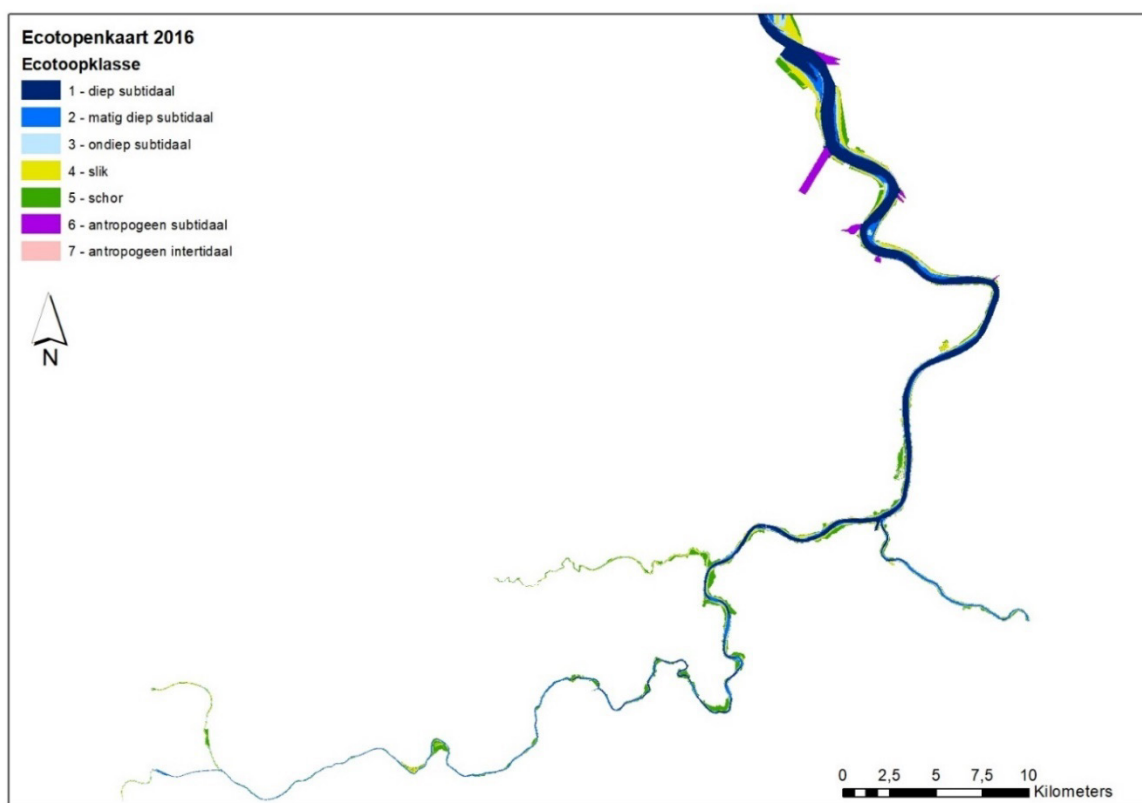 Ecotopenkaart 2016
Ecotoopklasse
1 - diep subtidaal
2 - matig diep subtidaal
3 - ondiep subtidaal
4 - slik
5 - schor
6 - antropogeen subtidaal
7 - antropogeen intertidaal
N
0 2,5 5 7,5 10
Kilometers